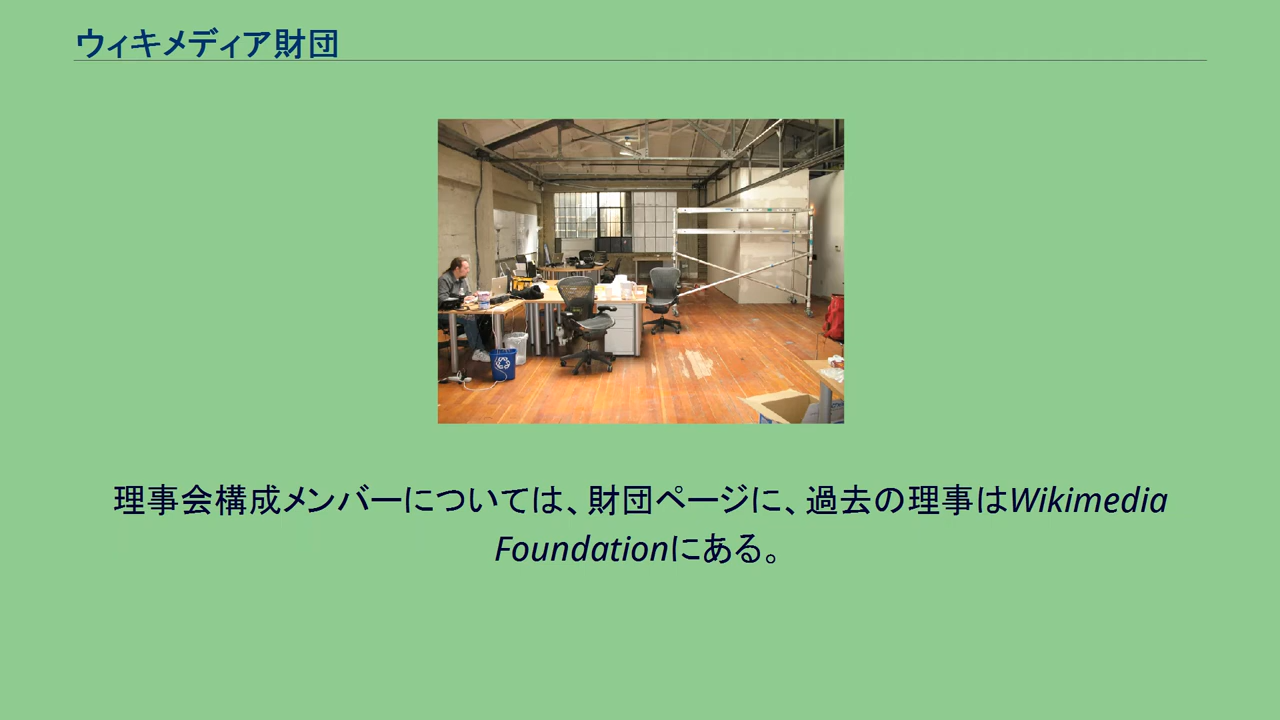 ウィキメディア財団
理事会構成メンバーについては、財団ページに、過去の理事はWikimedia
Foundationにある。